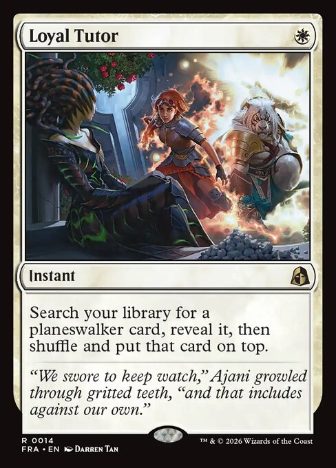 Loyal Tutor
Instant
Search your library for a
planeswalker card, reveal it, then
shuffle and put that card on top.
“We swore to keep watch,” Ajani growled
through gritted teeth, “and that includes
against our own.”
R 0014
FRA • EN Darren Tan
™ & © 2026 Wizards of the Coast